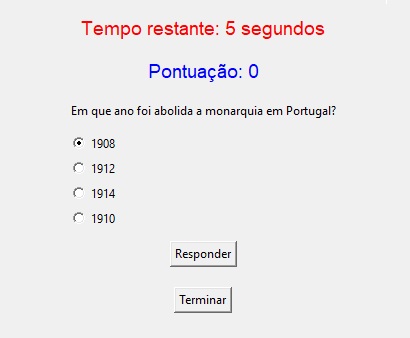 Tempo restante: 5 segundos
Pontuação: 0
Em que ano foi abolida a monarquia em Portugal?
1908
1912
1914
1910
Responder
Terminar